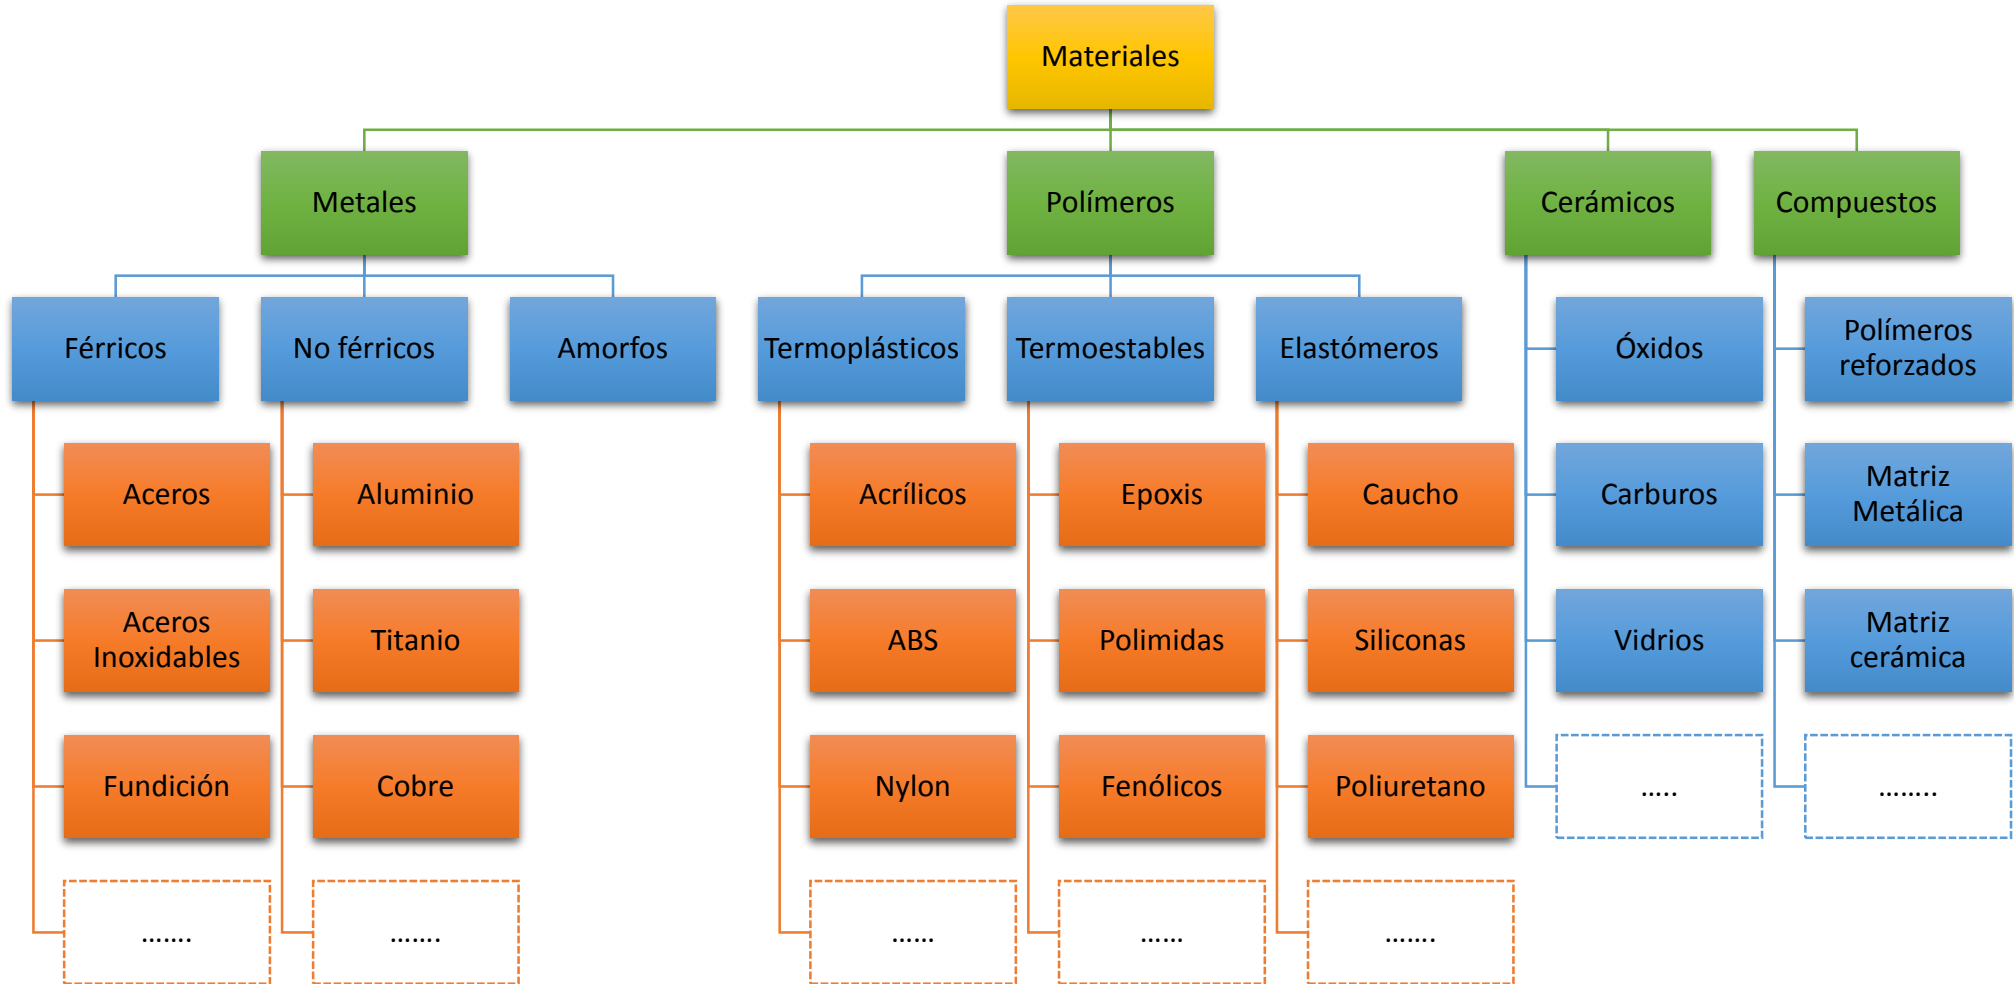 Materiales
Metales
Polímeros
Cerámicos
Compuestos
Férricos
No férricos
Amorfos
Termoplásticos
Termoestables
Elastómeros
Óxidos
Polímeros
reforzados
Aceros
Aluminio
Acrílicos
Epoxis
Caucho
Carburos
Matriz
Metálica
Aceros
Inoxidables
Titanio
ABS
Polimidas
Siliconas
Vidrios
Matriz
cerámica
Fundición
Cobre
Nylon
Fenólicos
Poliuretano
.....
........
.......
.......
......
......
.......